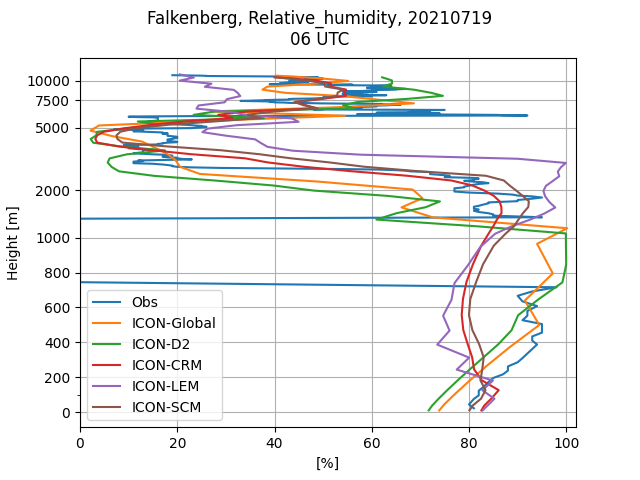 Falkenberg, Relative_humidity, 20210719
06 UTC
10000
7500
5000
2000
1000
800
600
400
200
0
Height [m]
Obs
ICON-Global
ICON-D2
ICON-CRM
ICON-LEM
ICON-SCM
0 20 40 60 80 100
[%]